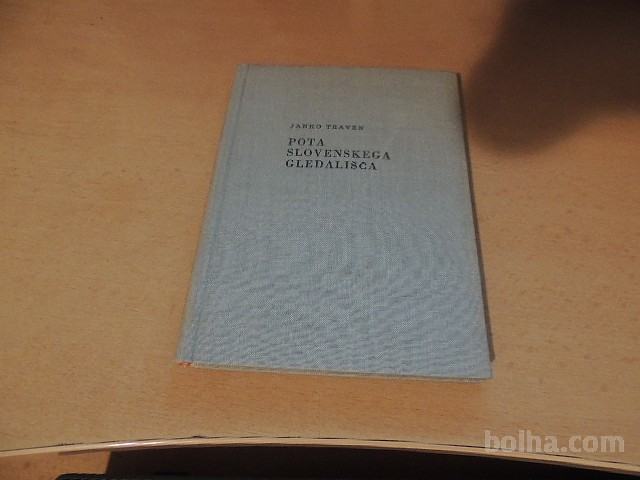 JANKO TRAVEN
POTA
SLOVENSKEGA
GLEDALIŠČA
bolha.com